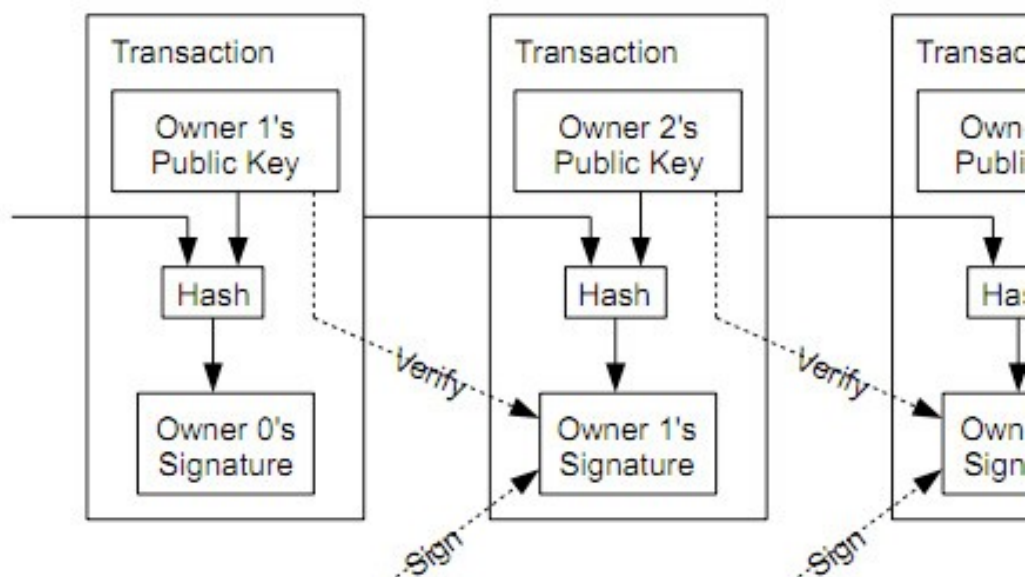 Transaction
Owner 1's
Public Key
Hash
Verify
Owner 0's
Signature
Sign
Transaction
Owner 2's
Public Key
Hash
Verify
Owner 1's
Signature
Sign